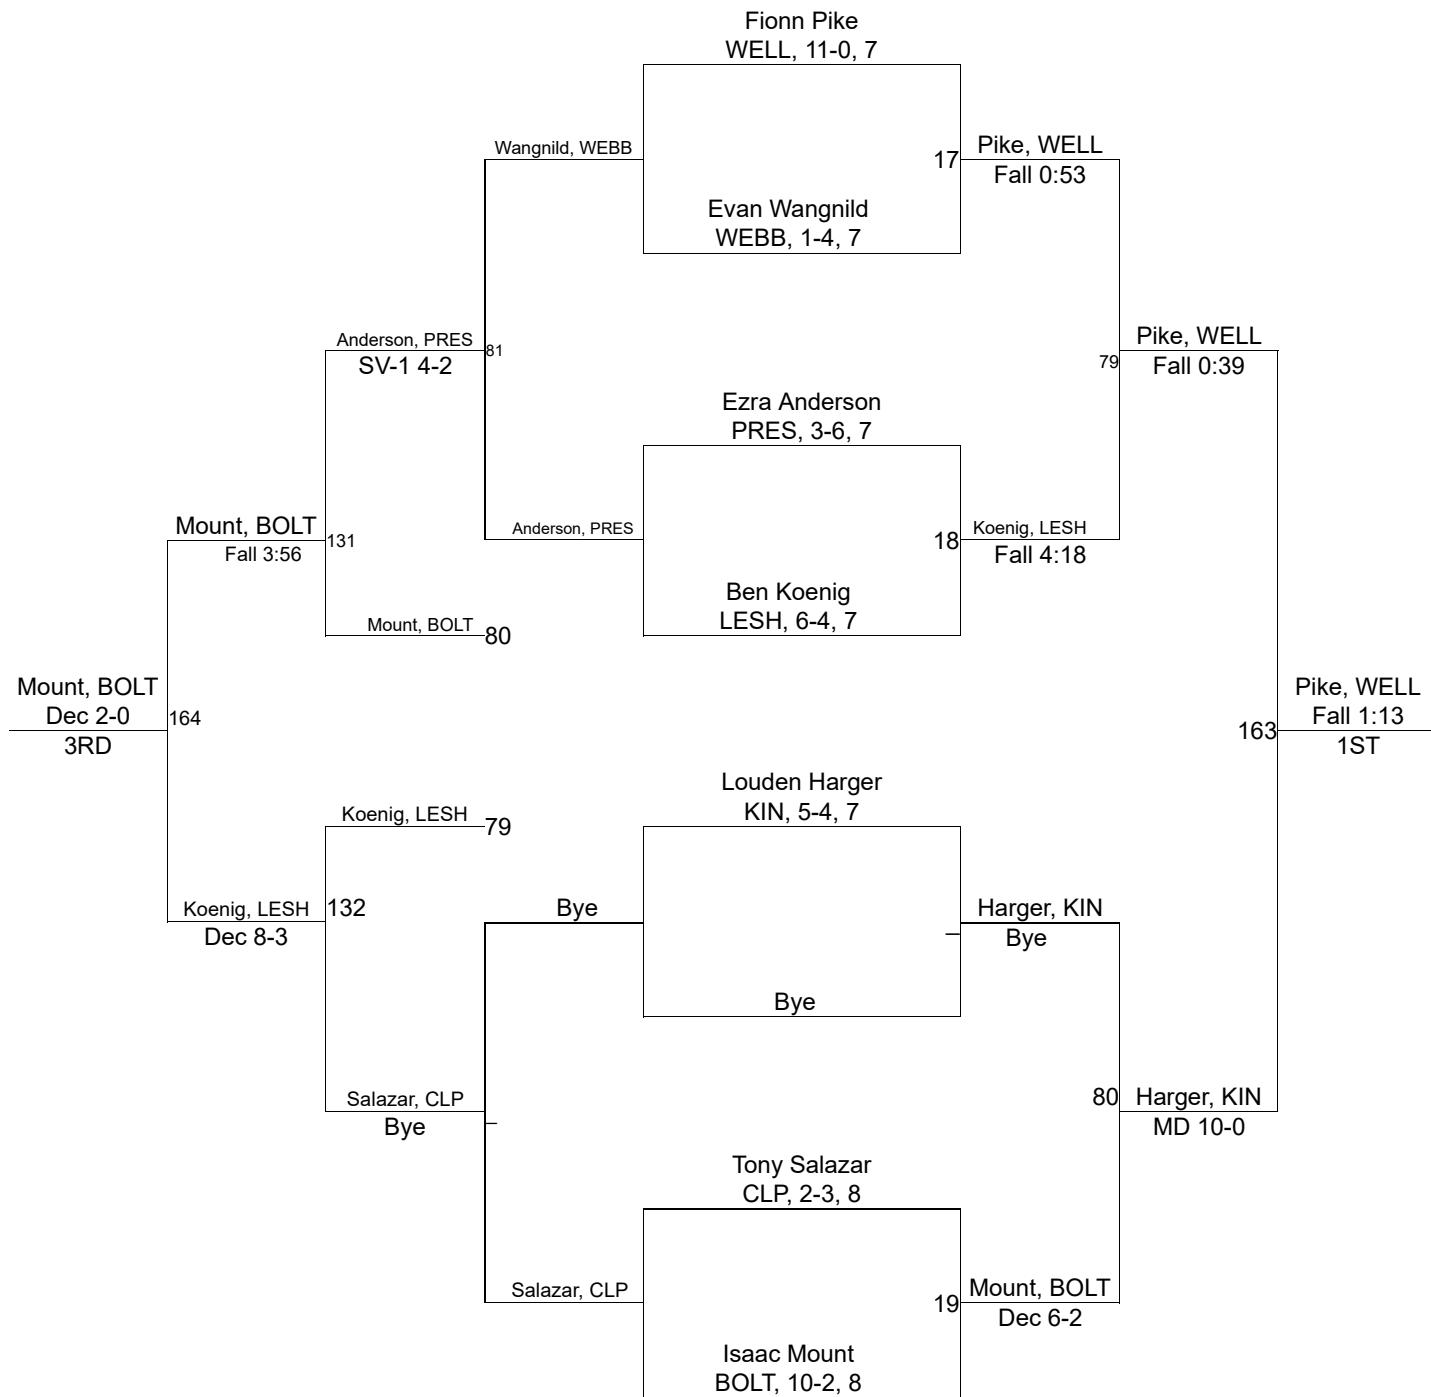 Fionn Pike
WELL, 11-0, 7
Wangnild, WEBB
17
Pike, WELL
Fall 0:53
Evan Wangnild
WEBB, 1-4, 7
Anderson, PRES
81
SV-1 4-2
79
Pike, WELL
Fall 0:39
Ezra Anderson
PRES, 3-6, 7
Mount, BOLT
131
Fall 3:56
Anderson, PRES
18
Koenig, LESH
Fall 4:18
Ben Koenig
LESH, 6-4, 7
Mount, BOLT
80
Mount, BOLT
Dec 2-0
164
3RD
163
Pike, WELL
Fall 1:13
1ST
Louden Harger
KIN, 5-4, 7
Koenig, LESH
79
Koenig, LESH
132
Dec 8-3
Bye
Harger, KIN
Bye
Bye
Salazar, CLP
Bye
80
Harger, KIN
MD 10-0
Tony Salazar
CLP, 2-3, 8
Salazar, CLP
19
Mount, BOLT
Dec 6-2
Isaac Mount
BOLT, 10-2, 8